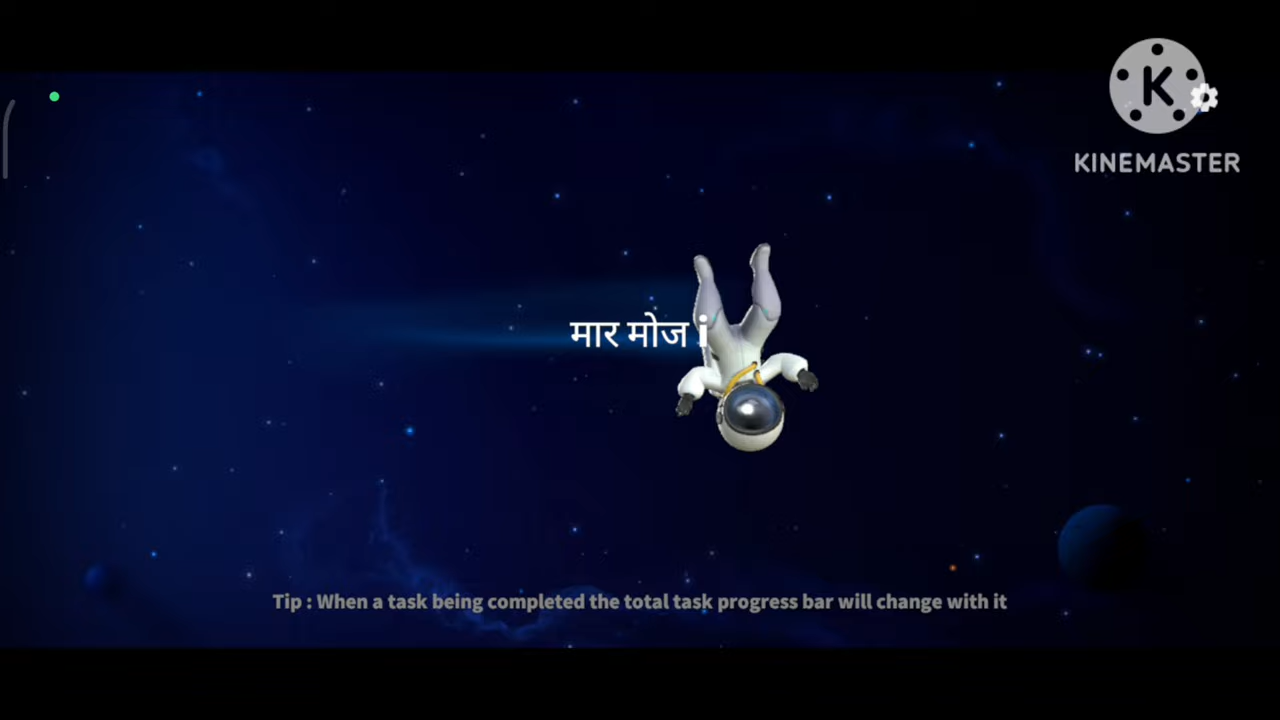 K
KINEMASTER
मार मोज i
Tip : When a task being completed the total task progress bar will change with it